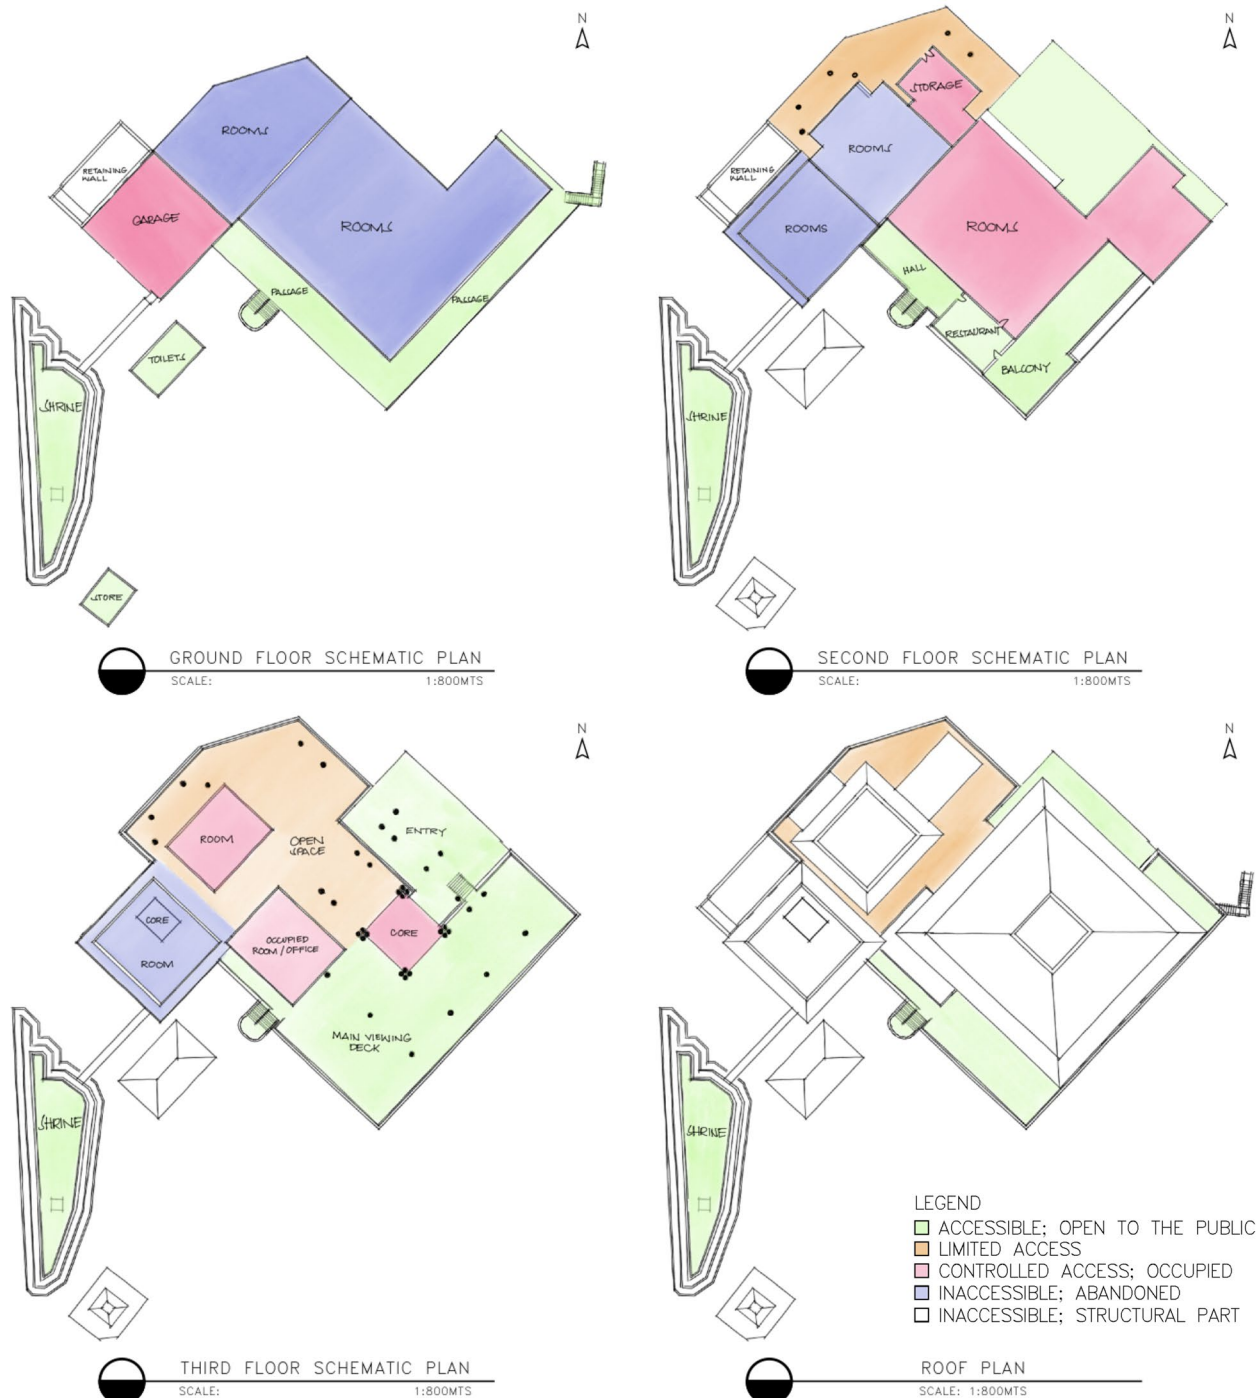 N
ROOMS
RETAINING
WALL
GARAGE
ROOMS
PASSAGE
PASSAGE
TOILETS
SHRINE
STORE
GROUND FLOOR SCHEMATIC PLAN
SCALE: 1:800MTS
N
STORAGE
ROOMS
RETAINING
WALL
ROOMS
ROOMS
HALL
RESTAURANT
BALCONY
SHRINE
SECOND FLOOR SCHEMATIC PLAN
SCALE: 1:800MTS
N
ROOM
OPEN
SPACE
ENTRY
CORE
CORE
OCCUPIED
ROOM/OFFICE
ROOM
MAIN VIEWING
DECK
SHRINE
THIRD FLOOR SCHEMATIC PLAN
SCALE: 1:800MTS
N
SHRINE
LEGEND
ACCESSIBLE; OPEN TO THE PUBLIC
LIMITED ACCESS
CONTROLLED ACCESS; OCCUPIED
INACCESSIBLE; ABANDONED
INACCESSIBLE; STRUCTURAL PART
ROOF PLAN
SCALE: 1:800MTS